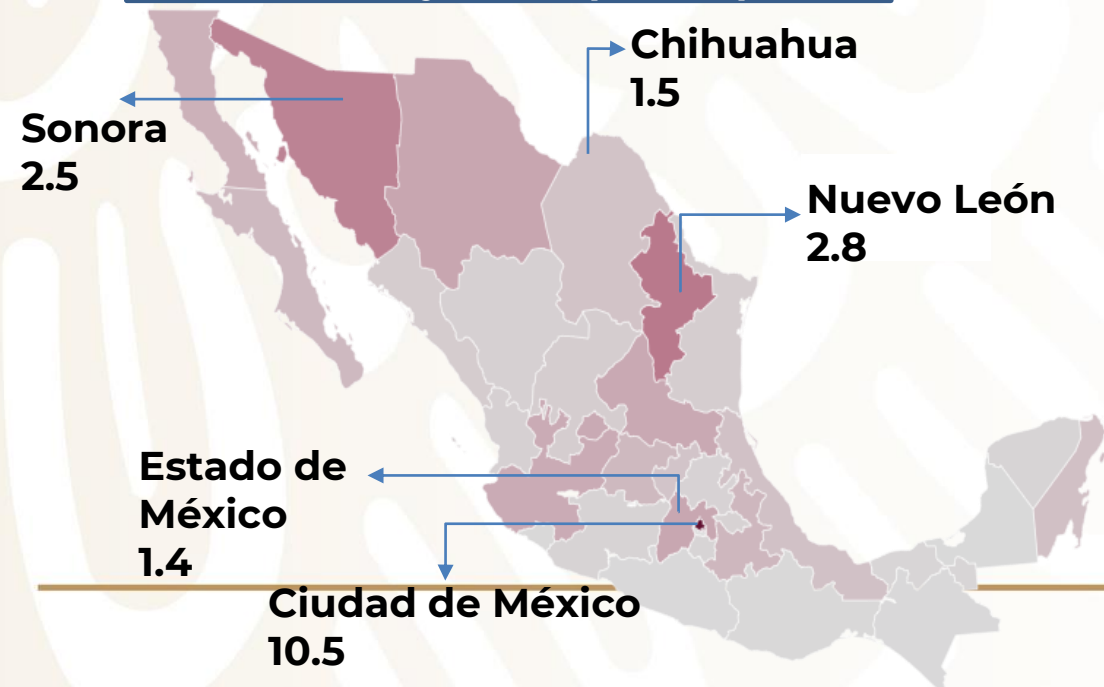 Chihuahua
1.5
Sonora
2.5
Nuevo León
2.8
Estado de
México
1.4
Ciudad de México
10.5